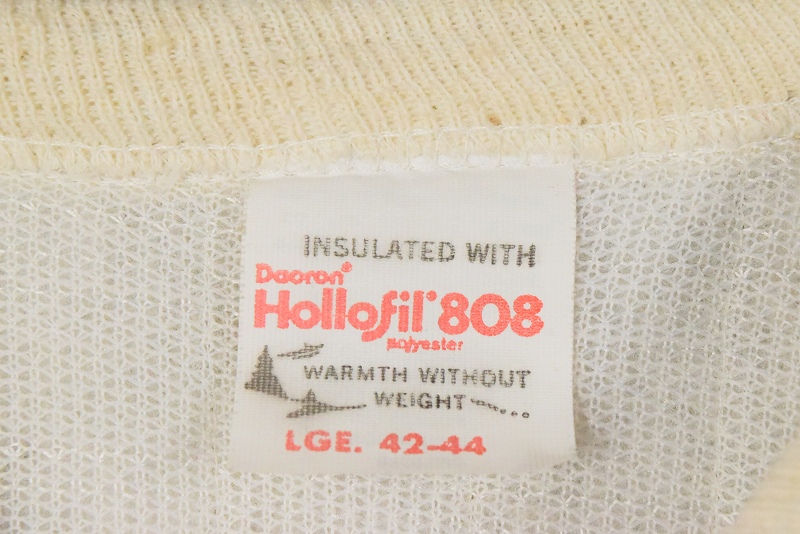 INSULATED WITH
Dacron®
Hollofil® 808
polyester
WARMTH WITHOUT
WEIGHT
LGE. 42-44